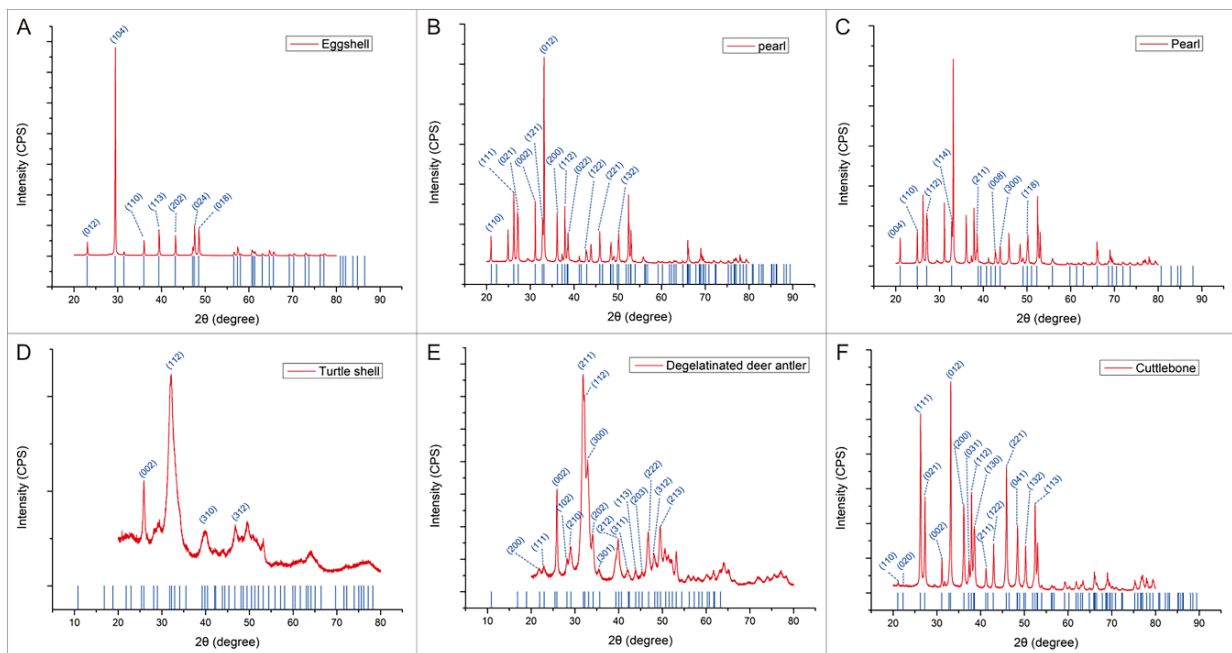 A
Eggshell
(104)
(012)
(110)
(113)
(202)
(024)
(018)
Intensity (CPS)
20 30 40 50 60 70 80 90
2θ (degree)
B
pearl
(012)
(121)
(111)
(021)
(002)
(200)
(112)
(022)
(122)
(221)
(132)
(110)
Intensity (CPS)
20 30 40 50 60 70 80 90
2θ (degree)
C
Pearl
(114)
(110)
(112)
(211)
(008)
(300)
(118)
(004)
Intensity (CPS)
20 30 40 50 60 70 80 90
2θ (degree)
D
Turtle shell
(112)
(002)
(310)
(312)
Intensity (CPS)
10 20 30 40 50 60 70 80
2θ (degree)
E
Degelatinated deer antler
(211)
(112)
(300)
(002)
(102)
(210)
(200)
(111)
(202)
(212)
(311)
(301)
(113)
(203)
(222)
(312)
(213)
Intensity (CPS)
10 20 30 40 50 60 70 80
2θ (degree)
F
Cuttlebone
(012)
(111)
(021)
(200)
(031)
(112)
(130)
(221)
(041)
(132)
(113)
(002)
(211)
(122)
(110)
(020)
Intensity (CPS)
20 30 40 50 60 70 80 90
2θ (degree)